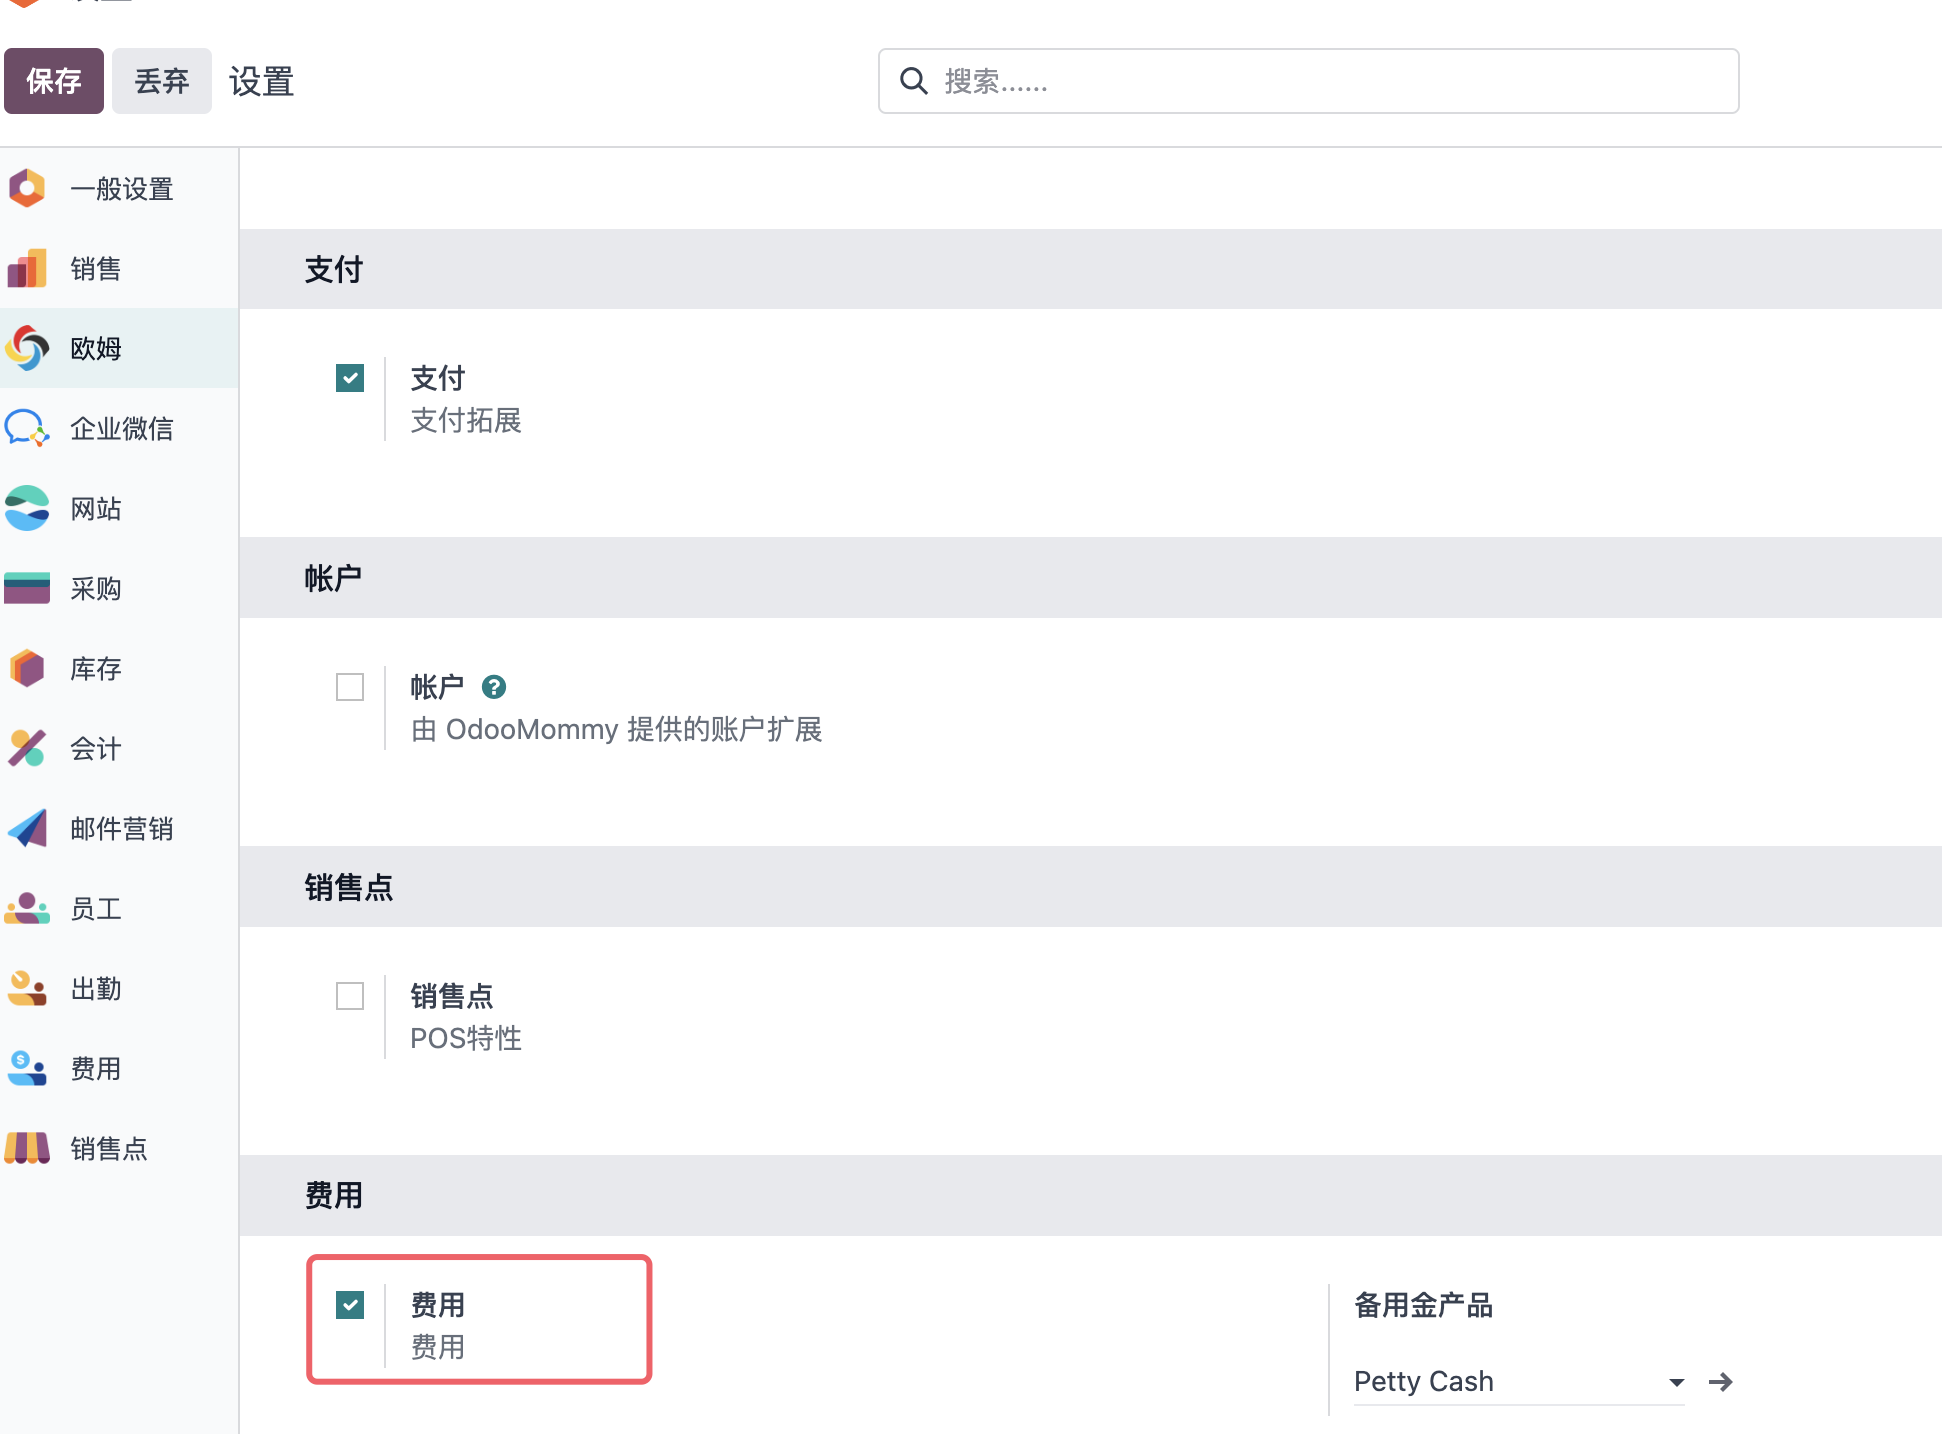 保存
丢弃
设置
搜索......
一般设置
销售
欧姆
企业微信
网站
采购
库存
会计
邮件营销
员工
出勤
费用
销售点
支付
支付
支付拓展
帐户
帐户
由 OdooMommy 提供的账户扩展
销售点
销售点
POS特性
费用
费用
费用
备用金产品
Petty Cash